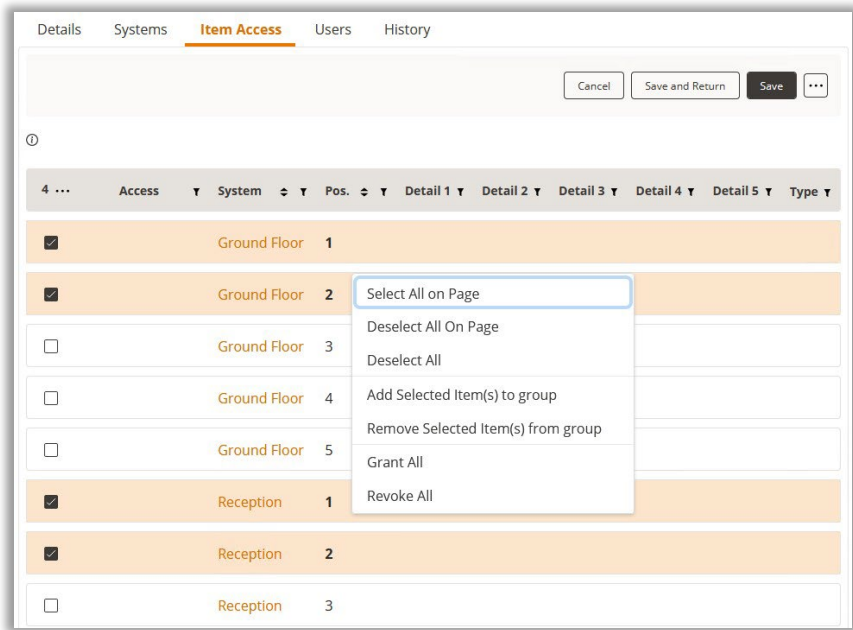 Details Systems Item Access Users History
Cancel Save and Return Save ...
4 ... Access System Pos. Detail 1 Detail 2 Detail 3 Detail 4 Detail 5 Type
Ground Floor 1
Ground Floor 2
Select All on Page
Deselect All On Page
Ground Floor 3
Deselect All
Ground Floor 4
Add Selected Item(s) to group
Remove Selected Item(s) from group
Ground Floor 5
Grant All
Revoke All
Reception 1
Reception 2
Reception 3